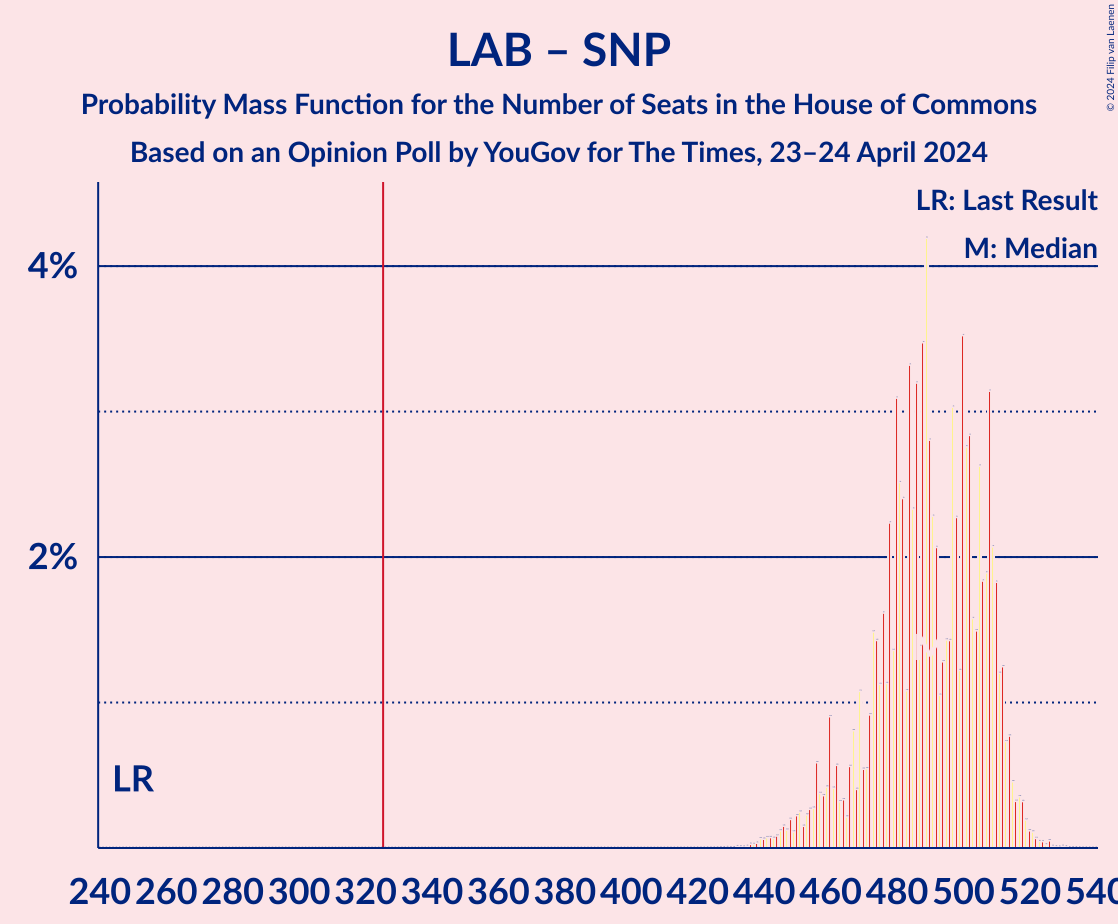 LAB – SNP
Probability Mass Function for the Number of Seats in the House of Commons
Based on an Opinion Poll by YouGov for The Times, 23–24 April 2024
© 2024 Filip van Laenen
LR: Last Result
M: Median
4%
2%
LR
240 260 280 300 320 340 360 380 400 420 440 460 480 500 520 540